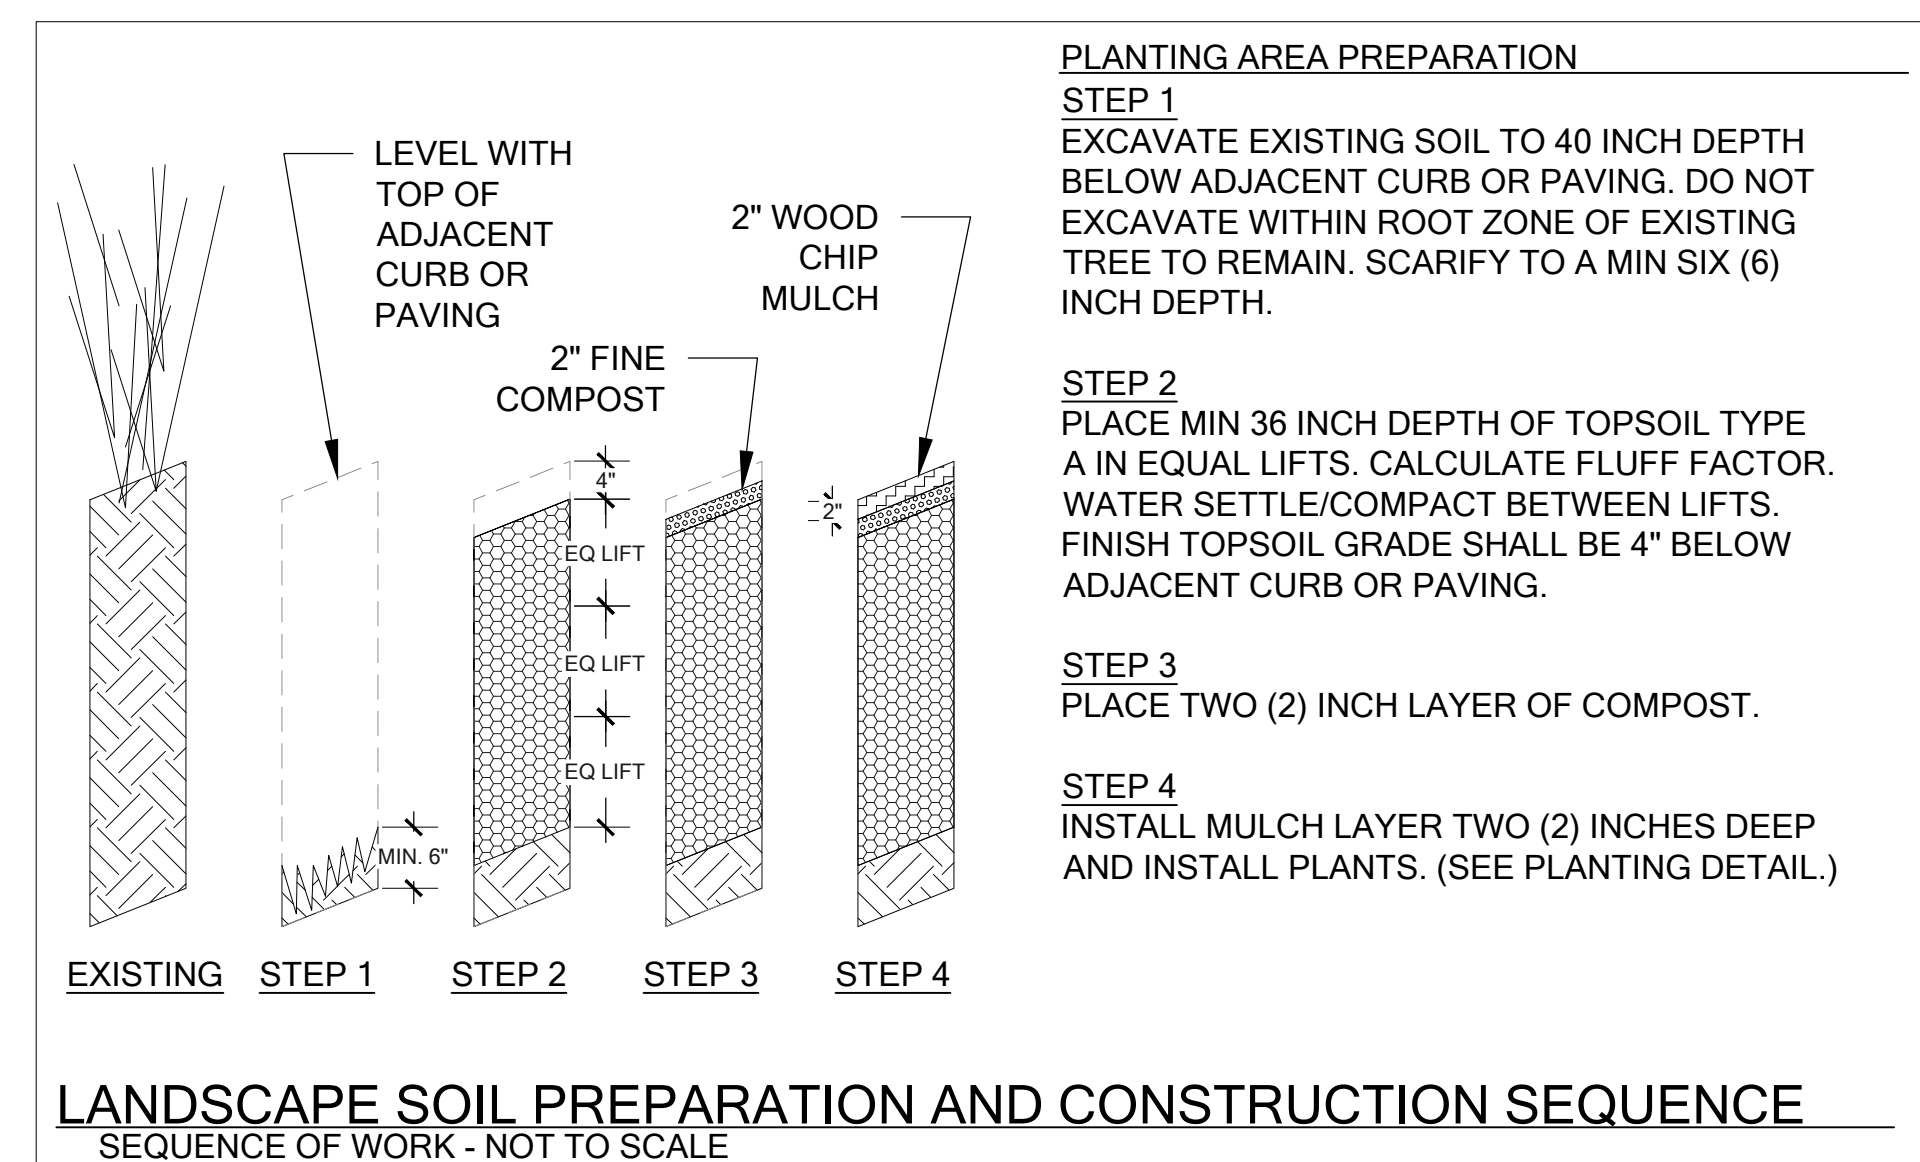 LEVEL WITH
TOP OF
ADJACENT
CURB OR
PAVING
2" WOOD
CHIP
MULCH
2" FINE
COMPOST
4"
EQ LIFT
EQ LIFT
EQ LIFT
MIN. 6"
2"
EXISTING
STEP 1
STEP 2
STEP 3
STEP 4
PLANTING AREA PREPARATION
STEP 1
EXCAVATE EXISTING SOIL TO 40 INCH DEPTH
BELOW ADJACENT CURB OR PAVING. DO NOT
EXCAVATE WITHIN ROOT ZONE OF EXISTING
TREE TO REMAIN. SCARIFY TO A MIN SIX (6)
INCH DEPTH.
STEP 2
PLACE MIN 36 INCH DEPTH OF TOPSOIL TYPE
A IN EQUAL LIFTS. CALCULATE FLUFF FACTOR.
WATER SETTLE/COMPACT BETWEEN LIFTS.
FINISH TOPSOIL GRADE SHALL BE 4" BELOW
ADJACENT CURB OR PAVING.
STEP 3
PLACE TWO (2) INCH LAYER OF COMPOST.
STEP 4
INSTALL MULCH LAYER TWO (2) INCHES DEEP
AND INSTALL PLANTS. (SEE PLANTING DETAIL.)
LANDSCAPE SOIL PREPARATION AND CONSTRUCTION SEQUENCE
SEQUENCE OF WORK - NOT TO SCALE